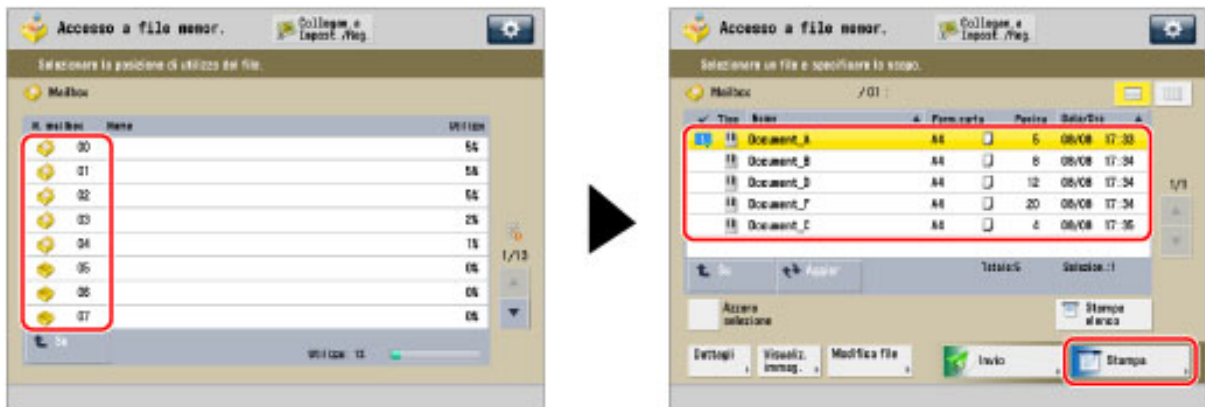 Accesso a file memor.
Collegam. e
Impost./Reg.
Selezionare la posizione di utilizzo del file.
Mailbox
N. mailbox Nome Utilizzo
00 5%
01 5%
02 5%
03 2%
04 1%
05 0%
06 0%
07 0%
1/13
Su
Utilizzo: 1%
Accesso a file memor.
Collegam. e
Impost./Reg.
Selezionare un file e specificare lo scopo.
Mailbox /01 :
Tipo Nome Form.carta Pagina Data/Ora
1 Document_A A4 5 08/08 17:33
Document_B A4 8 08/08 17:34
Document_D A4 12 08/08 17:34
Document_F A4 20 08/08 17:34
Document_C A4 4 08/08 17:35
1/1
Su
Aggior
Totale:5
Selezion.:1
Azzera
selezione
Stampa
elenco
Dettagli
Visualiz.
immag.
Modifica file
Invio
Stampa